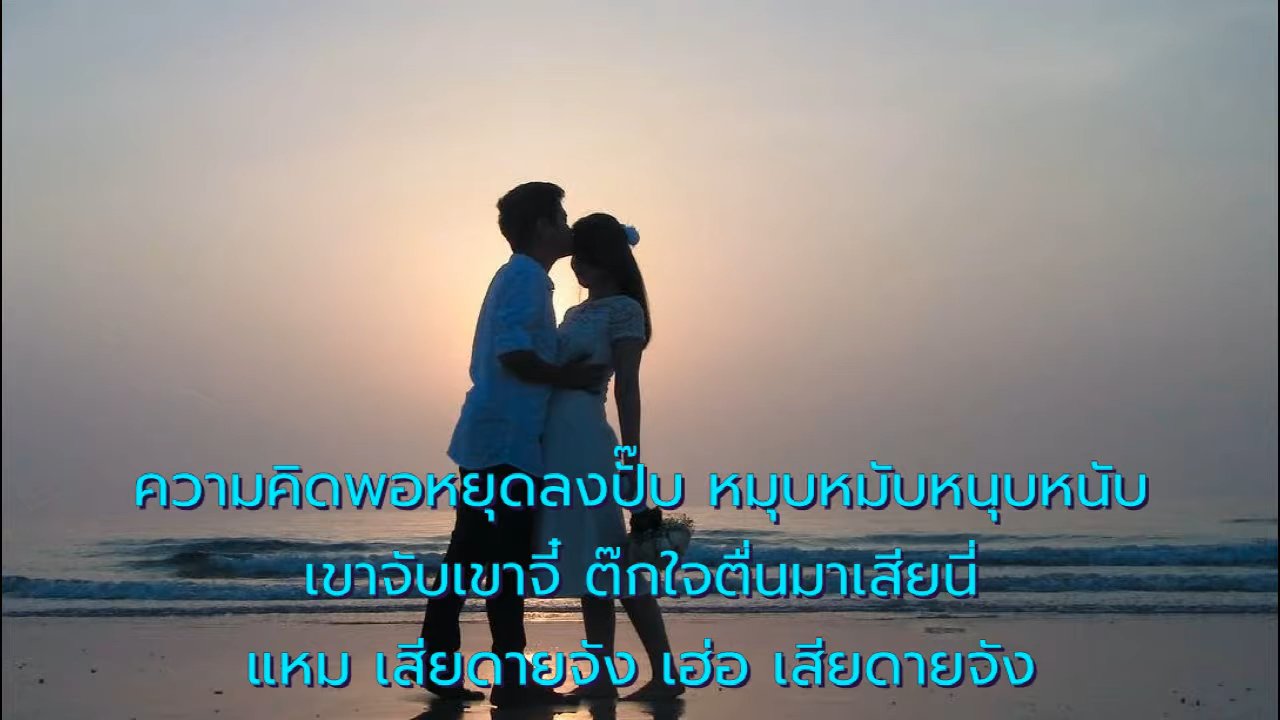 ความคิดพอหยุดลงปั๊บ หมุบหมับหนุบหนับ
เขาจับเขาจี๋ ต๊กใจตื่นมาเสียนี่
แหม เสียดายจัง เฮ่อ เสียดายจัง